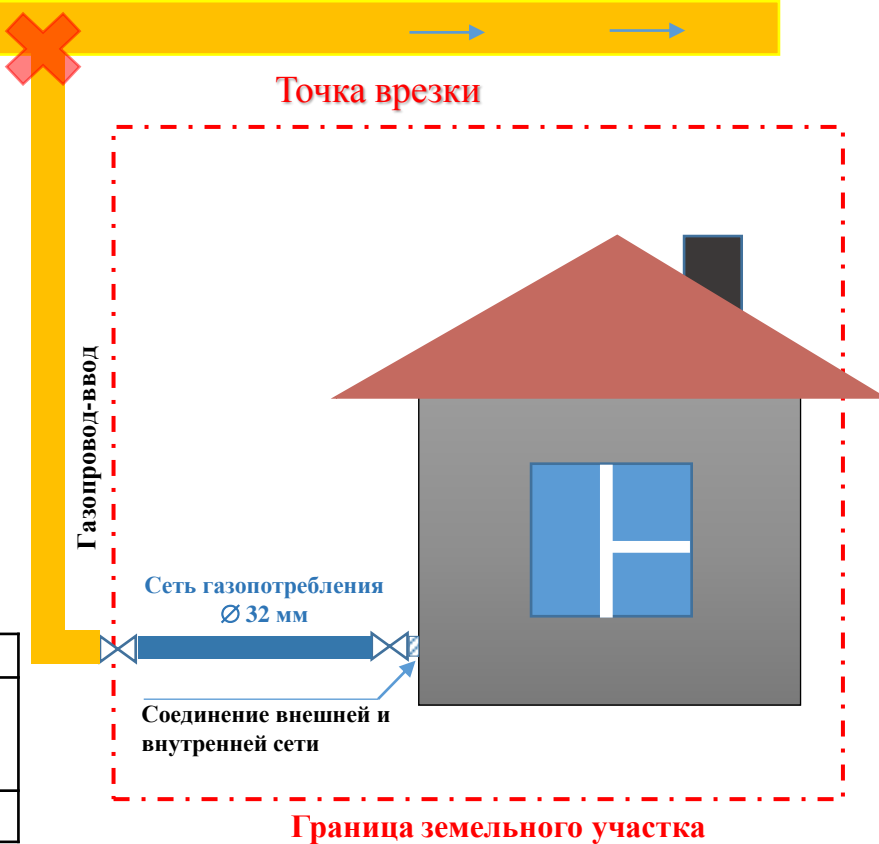 Точка врезки
Газопровод-ввод
Сеть газопотребления
∅ 32 мм
Соединение внешней и
внутренней сети
Граница земельного участка